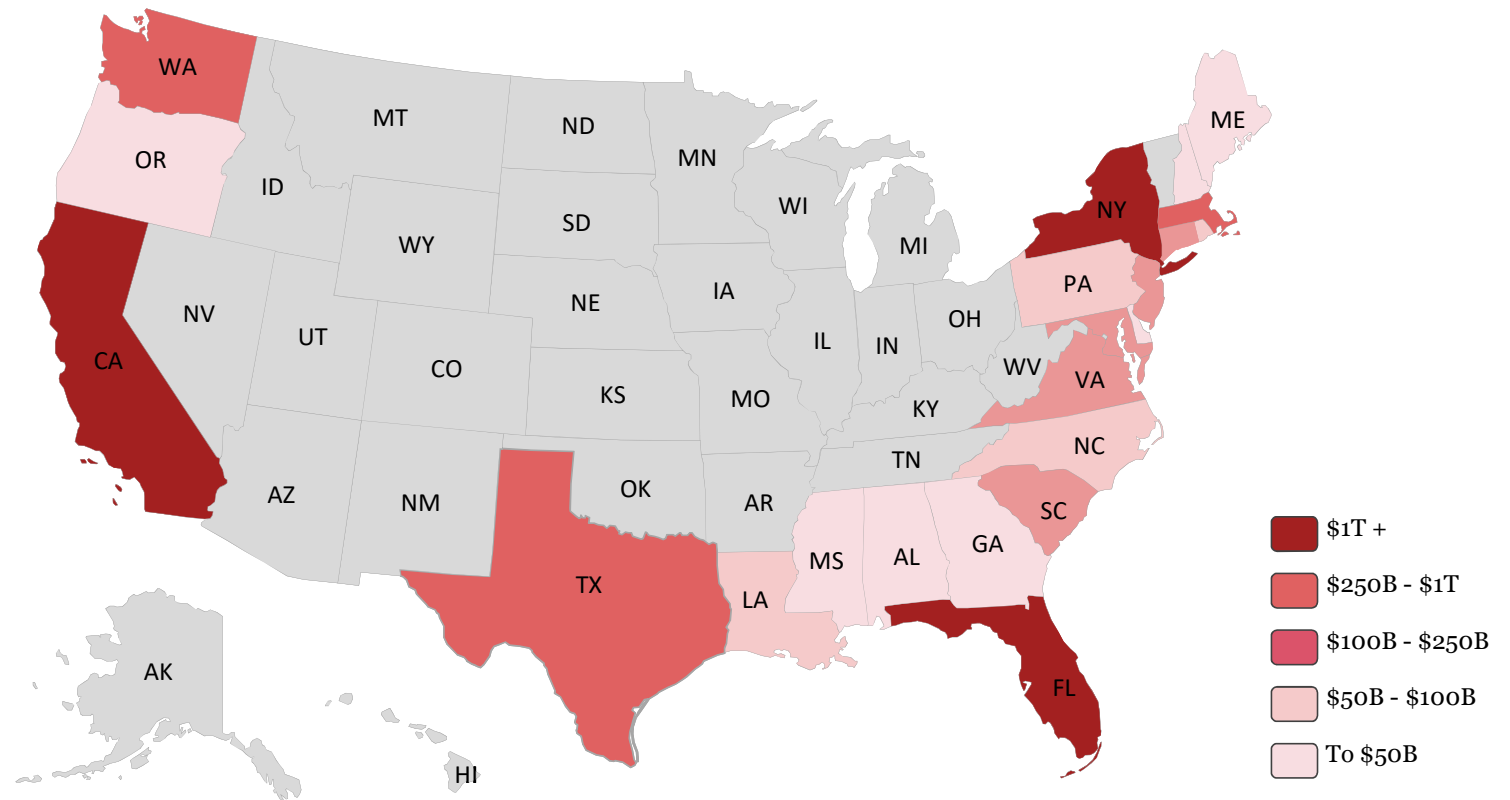 WA
ME
MT
ND
OR
MN
ID
WI
NY
SD
WY
MI
PA
IA
NE
NV
OH
UT
IL
IN
CA
CO
WV
VA
KS
MO
KY
NC
TN
AZ
NM
OK
AR
SC
$1T +
GA
MS
AL
TX
$250B - $1T
LA
$100B - $250B
AK
FL
$50B - $100B
To $50B
HI